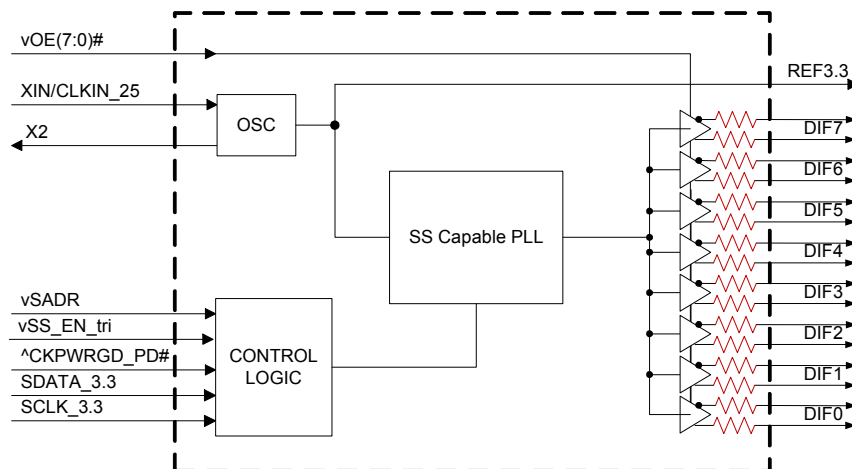 vOE(7:0)#
REF3.3
XIN/CLKIN_25
OSC
X2
DIF7
DIF6
DIF5
SS Capable PLL
DIF4
DIF3
vSADR
vSS_EN_tri
DIF2
^CKPWRGD_PD#
CONTROL
LOGIC
SDATA_3.3
DIF1
SCLK_3.3
DIF0